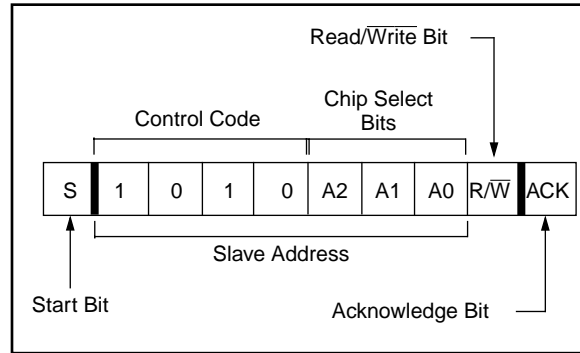 Read/Write Bit
Chip Select
Bits
Control Code
S 1 0 1 0 A2 A1 A0 R/W ACK
Slave Address
Start Bit
Acknowledge Bit